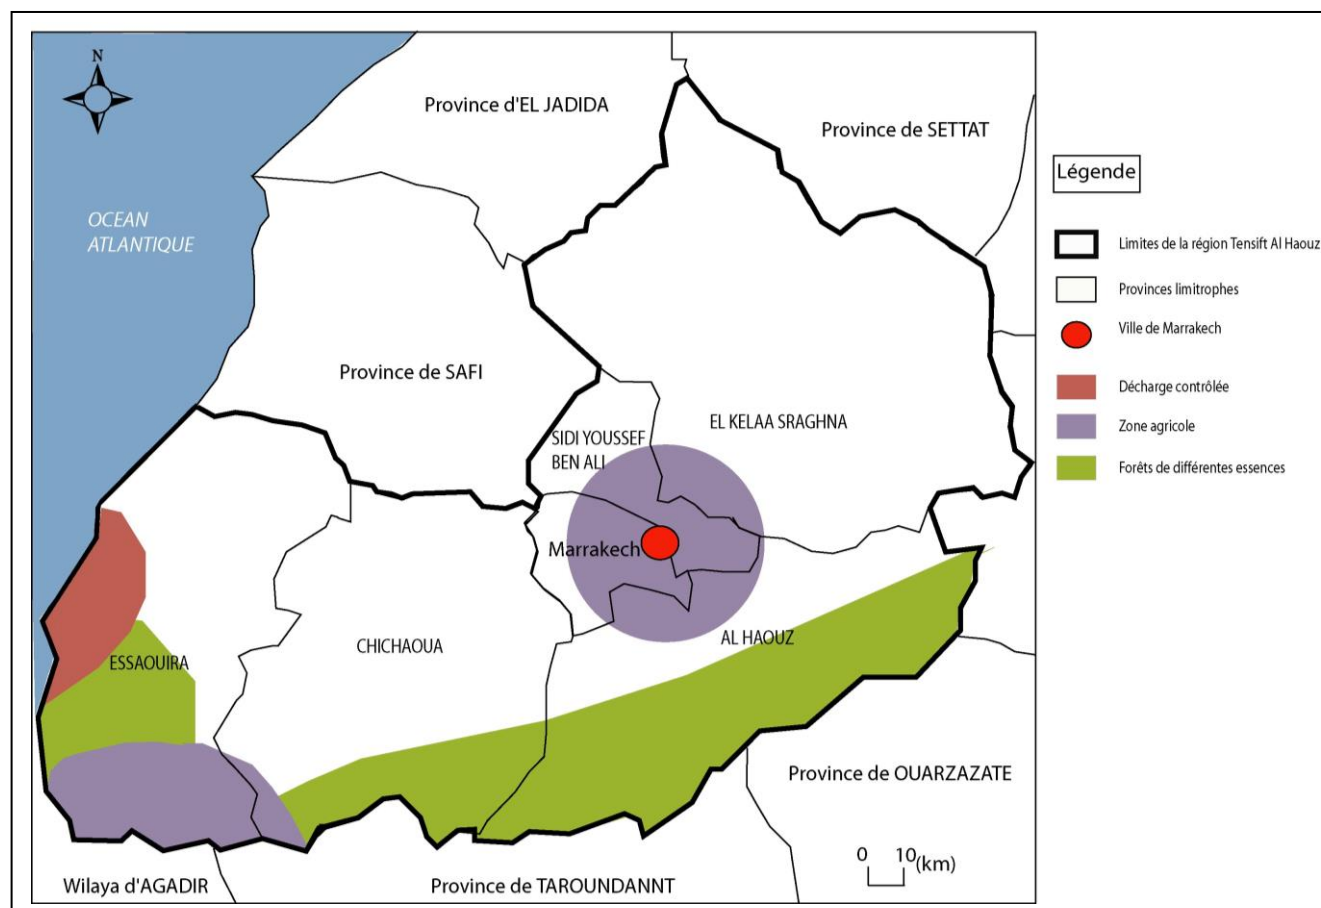 N
Province d'EL JADIDA
Province de SETTAT
OCEAN
ATLANTIQUE
Province de SAFI
SIDI YOUSSEF
BEN ALI
EL KELAA SRAGHNA
Marrakech
ESSAOUIRA
CHICHAOUA
AL HAOUZ
Province de OUARZAZATE
Wilaya d'AGADIR
Province de TAROUNDANNT
0 10 (km)
Légende
Limites de la région Tensift Al Haouz
Provinces limitrophes
Ville de Marrakech
Décharge contrôlée
Zone agricole
Forêts de différentes essences